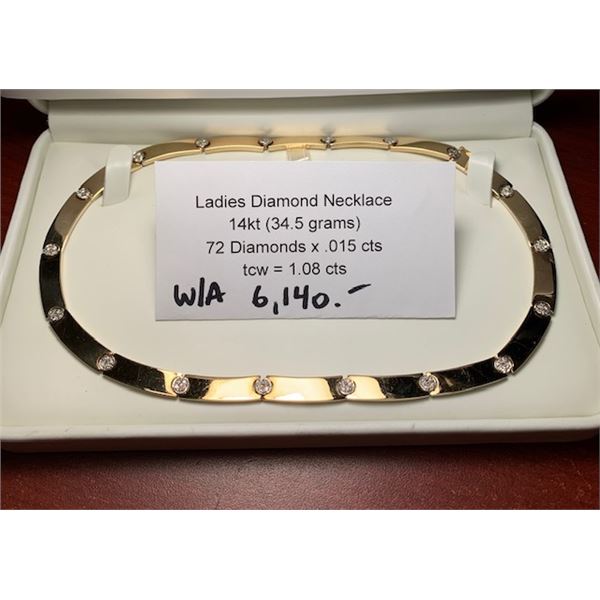 Ladies Diamond Necklace
14kt (34.5 grams)
72 Diamonds x .015 cts
tcw = 1.08 cts
W/A 6,140.-